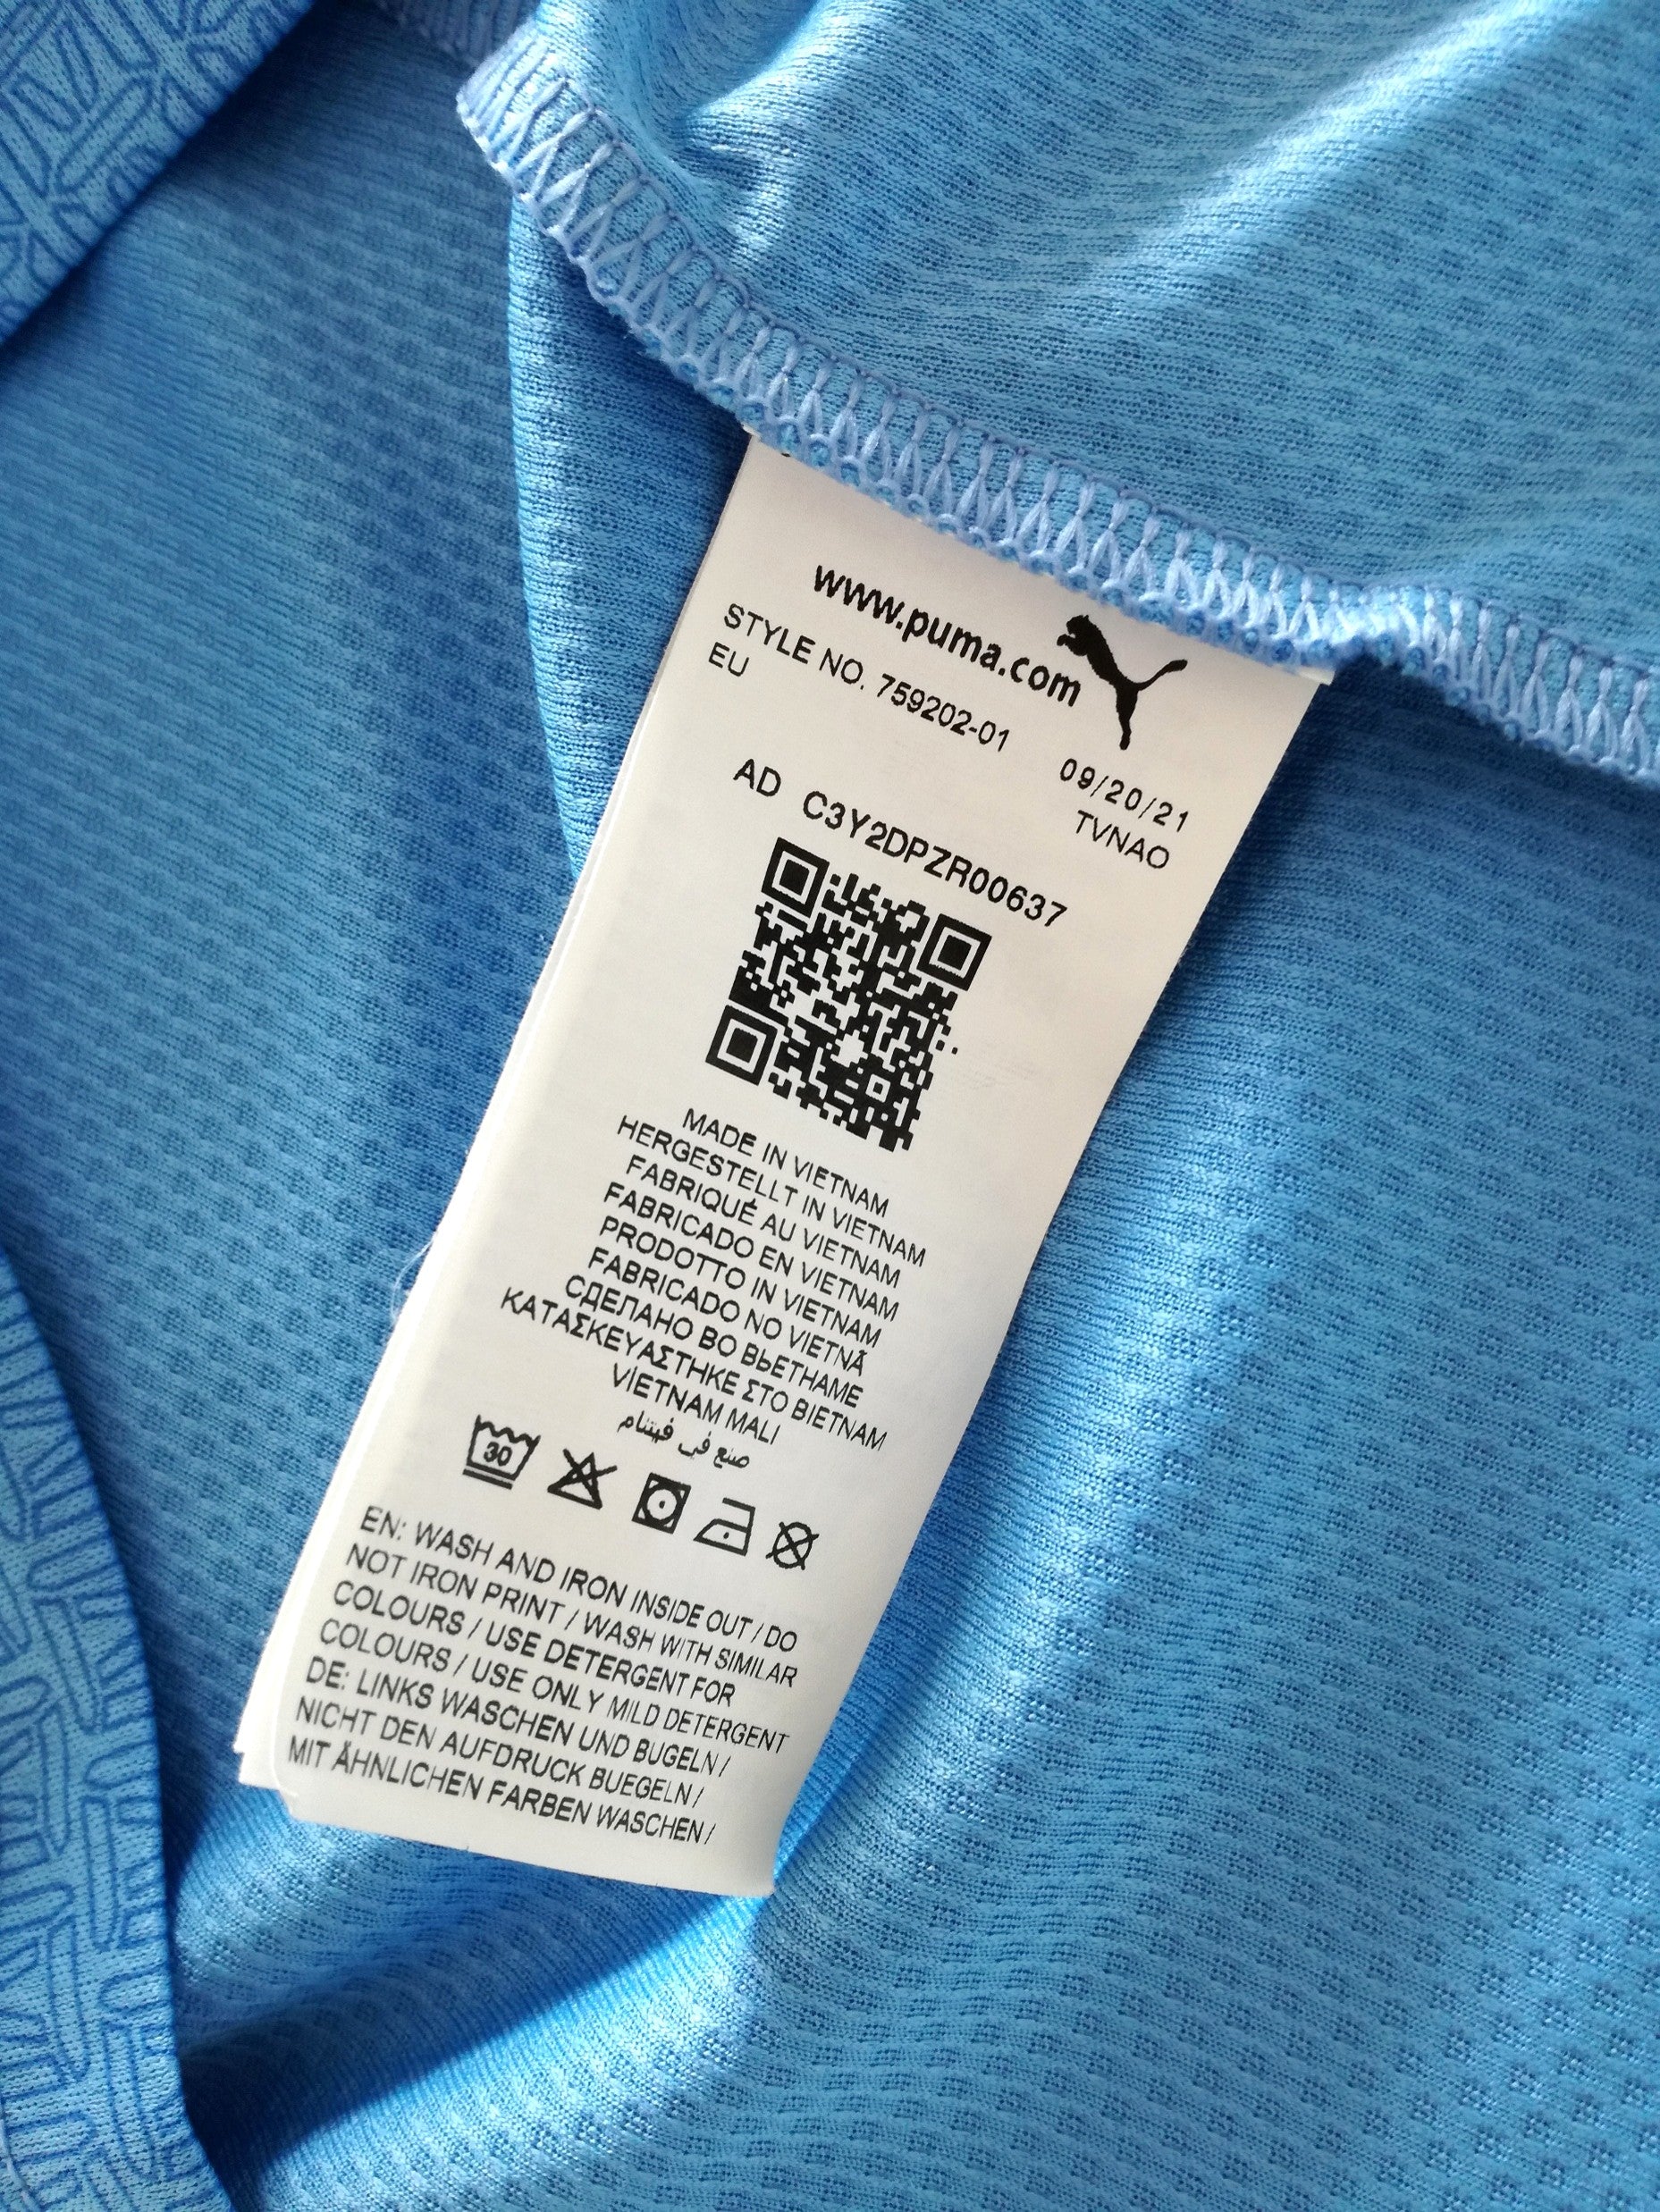 www.puma.com
STYLE NO. 759202-01
EU
09/20/21
TVNAO
AD C3Y2DPZR00637
MADE IN VIETNAM
HERGESTELLT IN VIETNAM
FABRIQUÉ AU VIETNAM
FABRICADO EN VIETNAM
PRODOTTO IN VIETNAM
FABRICADO NO VIETNÃ
СДЕЛАНО ВО ВЬЕТНАМЕ
ΚΑΤΑΣΚΕΥΑΣΤΗΚΕ ΣΤΟ ΒΙΕΤΝΑΜ
VİETNAM MALI
صنع في فيتنام
30
EN: WASH AND IRON INSIDE OUT / DO
NOT IRON PRINT / WASH WITH SIMILAR
COLOURS / USE DETERGENT FOR
COLOURS / USE ONLY MILD DETERGENT
DE: LINKS WASCHEN UND BUGELN /
NICHT DEN AUFDRUCK BUEGELN /
MIT ÄHNLICHEN FARBEN WASCHEN /